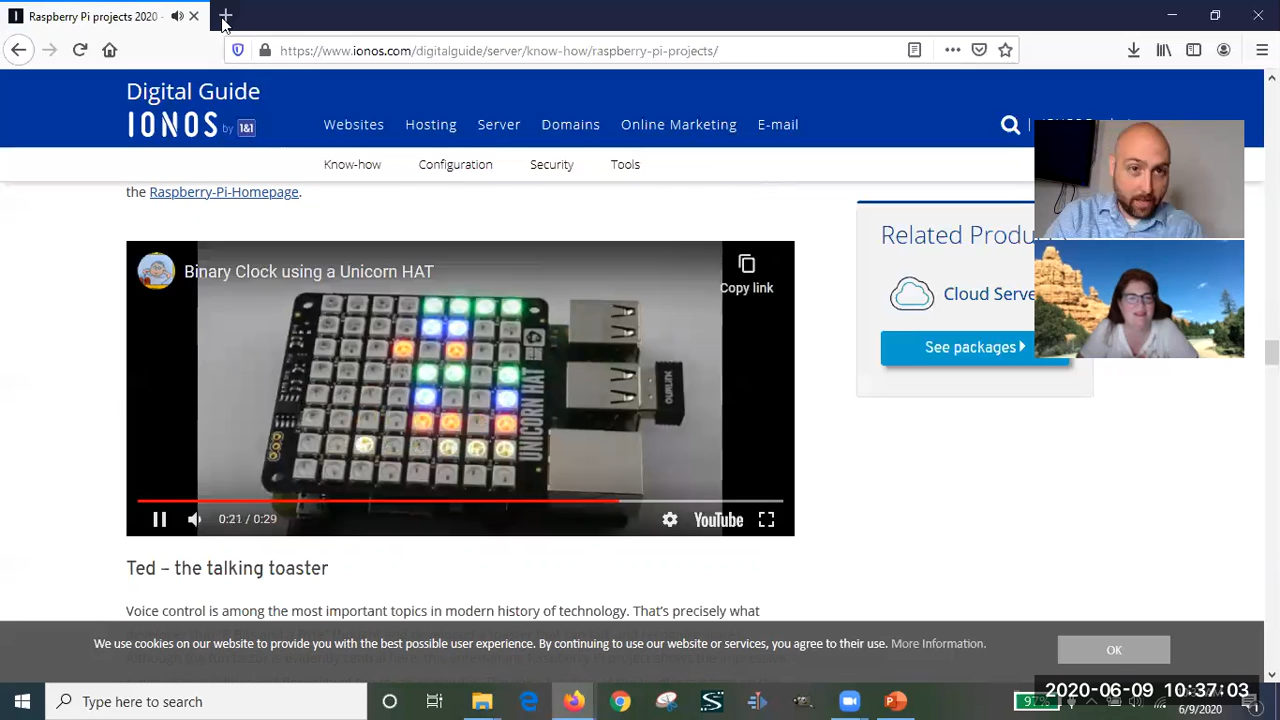 Raspberry Pi projects 2020 -
https://www.ionos.com/digitalguide/server/know-how/raspberry-pi-projects/
Digital Guide
IONOS by 1&1
Websites Hosting Server Domains Online Marketing E-mail
Know-how Configuration Security Tools
the Raspberry-Pi-Homepage.
Binary Clock using a Unicorn HAT
Copy link
UNICORN HAT
OURLINK
0:21 / 0:29
YouTube
Related Produ
Cloud Serve
See packages
Ted – the talking toaster
Voice control is among the most important topics in modern history of technology. That's precisely what
We use cookies on our website to provide you with the best possible user experience. By continuing to use our website or services, you agree to their use. More Information.
OK
Type here to search
97%
2020-06-09 10:37:03
6/9/2020